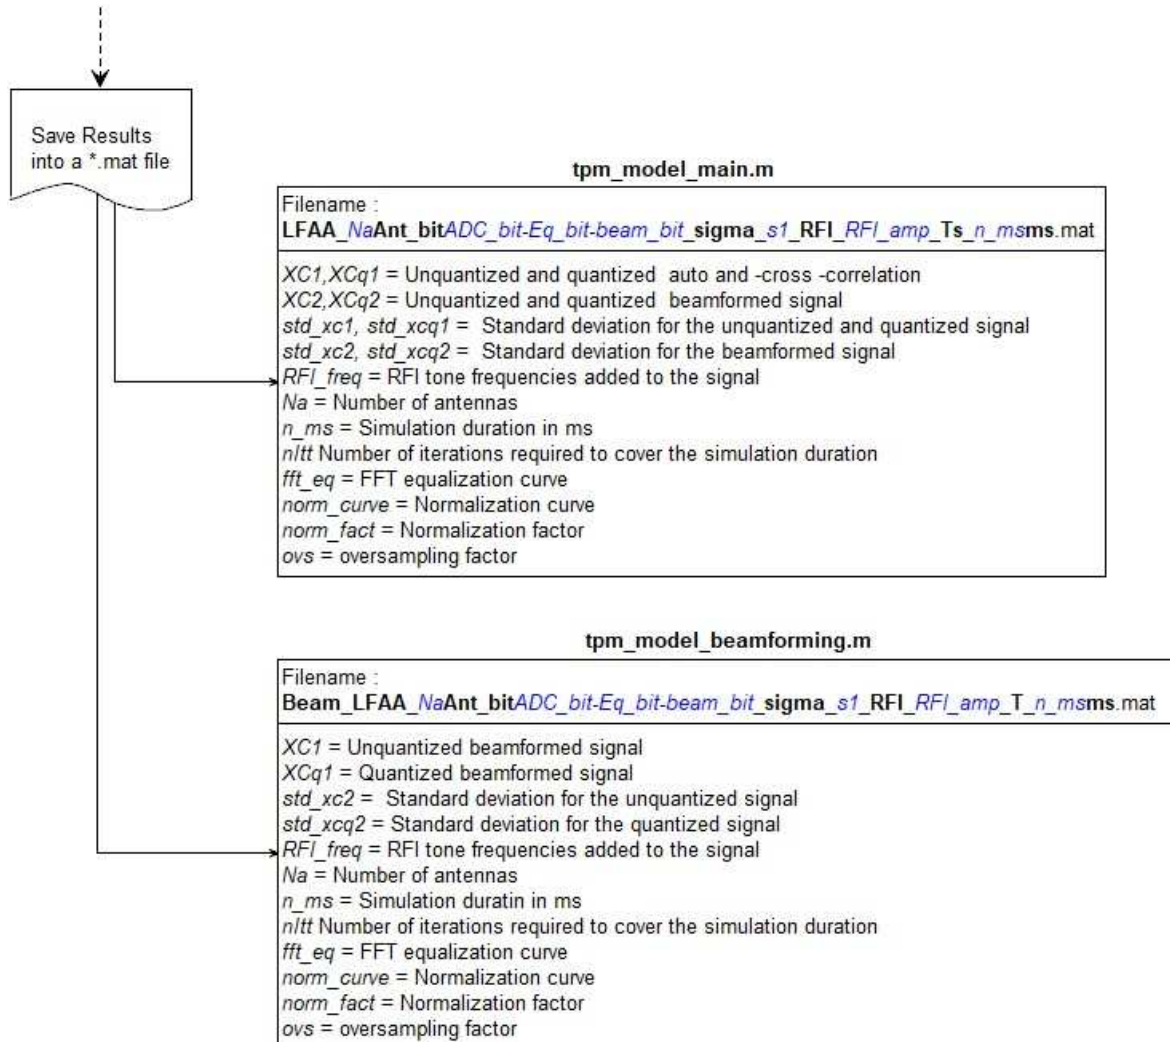 Save Results
into a *.mat file
tpm_model_main.m
Filename :
LFAA_NaAnt_bitADC_bit-Eq_bit-beam_bit_sigma_s1_RFI_RFI_amp_Ts_n_msms.mat
XC1,XCq1 = Unquantized and quantized auto and -cross -correlation
XC2,XCq2 = Unquantized and quantized beamformed signal
std_xc1, std_xcq1 = Standard deviation for the unquantized and quantized signal
std_xc2, std_xcq2 = Standard deviation for the beamformed signal
RFI_freq = RFI tone frequencies added to the signal
Na = Number of antennas
n_ms = Simulation duration in ms
nItt Number of iterations required to cover the simulation duration
fft_eq = FFT equalization curve
norm_curve = Normalization curve
norm_fact = Normalization factor
ovs = oversampling factor
tpm_model_beamforming.m
Filename :
Beam_LFAA_NaAnt_bitADC_bit-Eq_bit-beam_bit_sigma_s1_RFI_RFI_amp_T_n_msms.mat
XC1 = Unquantized beamformed signal
XCq1 = Quantized beamformed signal
std_xc2 = Standard deviation for the unquantized signal
std_xcq2 = Standard deviation for the quantized signal
RFI_freq = RFI tone frequencies added to the signal
Na = Number of antennas
n_ms = Simulation duratin in ms
nItt Number of iterations required to cover the simulation duration
fft_eq = FFT equalization curve
norm_curve = Normalization curve
norm_fact = Normalization factor
ovs = oversampling factor